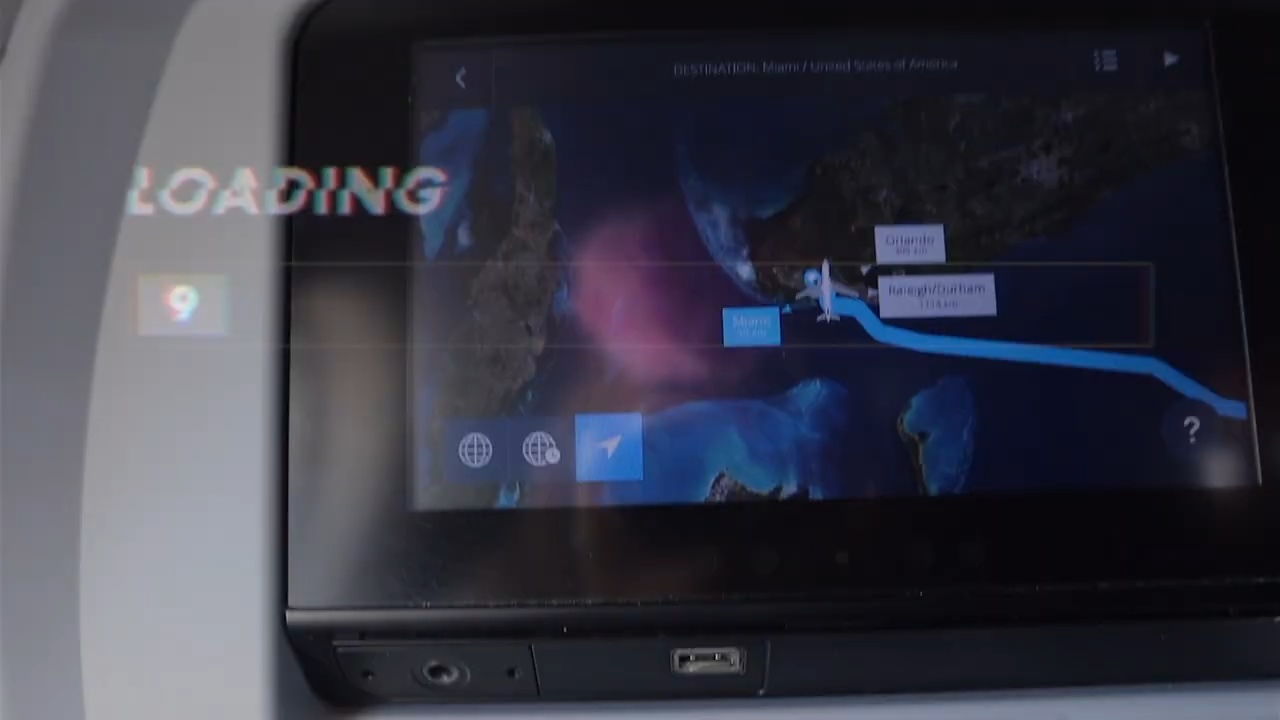 DESTINATION: Miami / United States of America
LOADING
Orlando
9
Raleigh/Durham
Miami
?